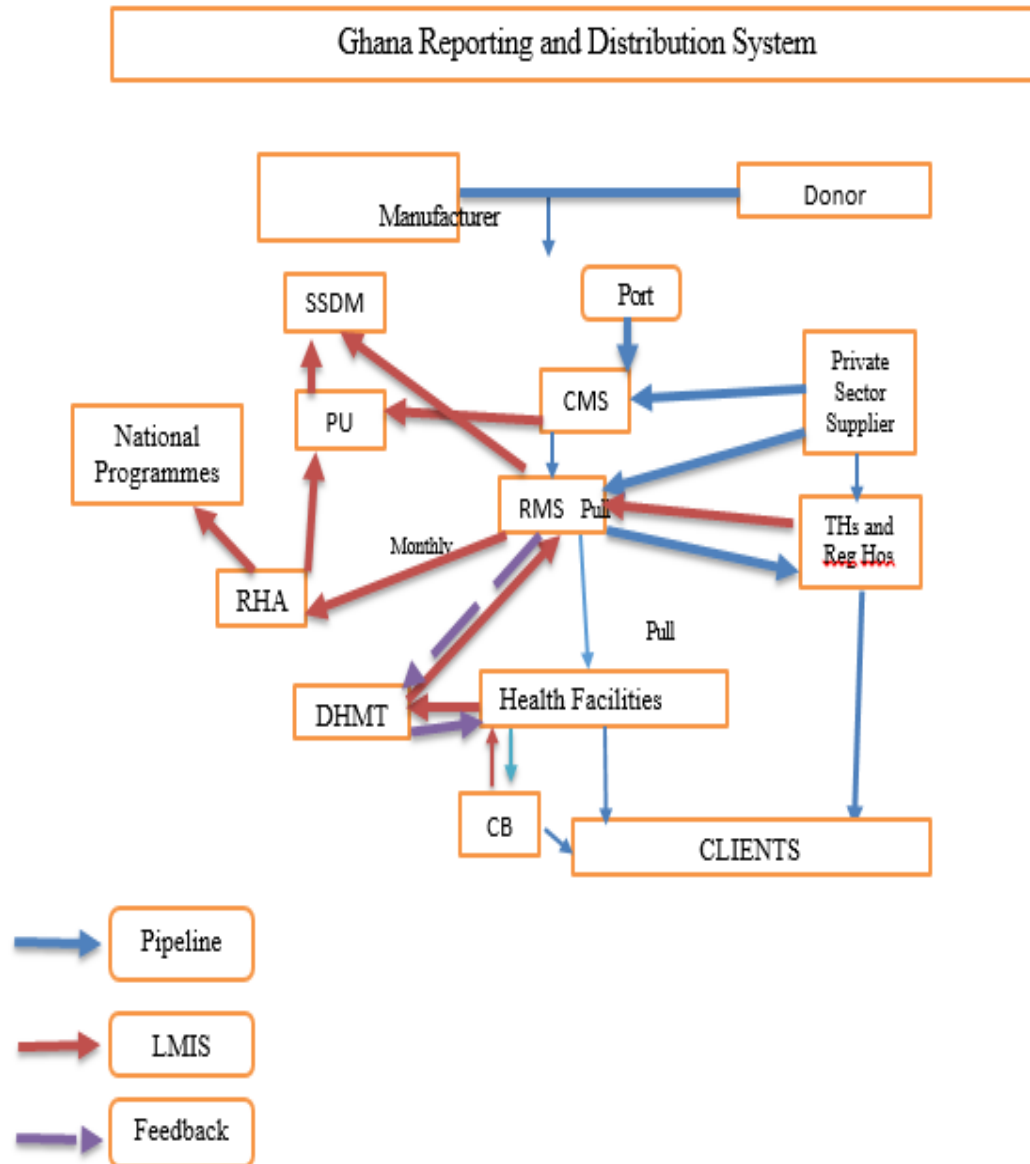 Ghana Reporting and Distribution System
Manufacturer
Donor
SSDM
Port
PU
CMS
Private
Sector
Supplier
National
Programmes
RMS
Pull
THs and
Reg Hos
Monthly
RHA
Pull
DHMT
Health Facilities
CB
CLIENTS
Pipeline
LMIS
Feedback